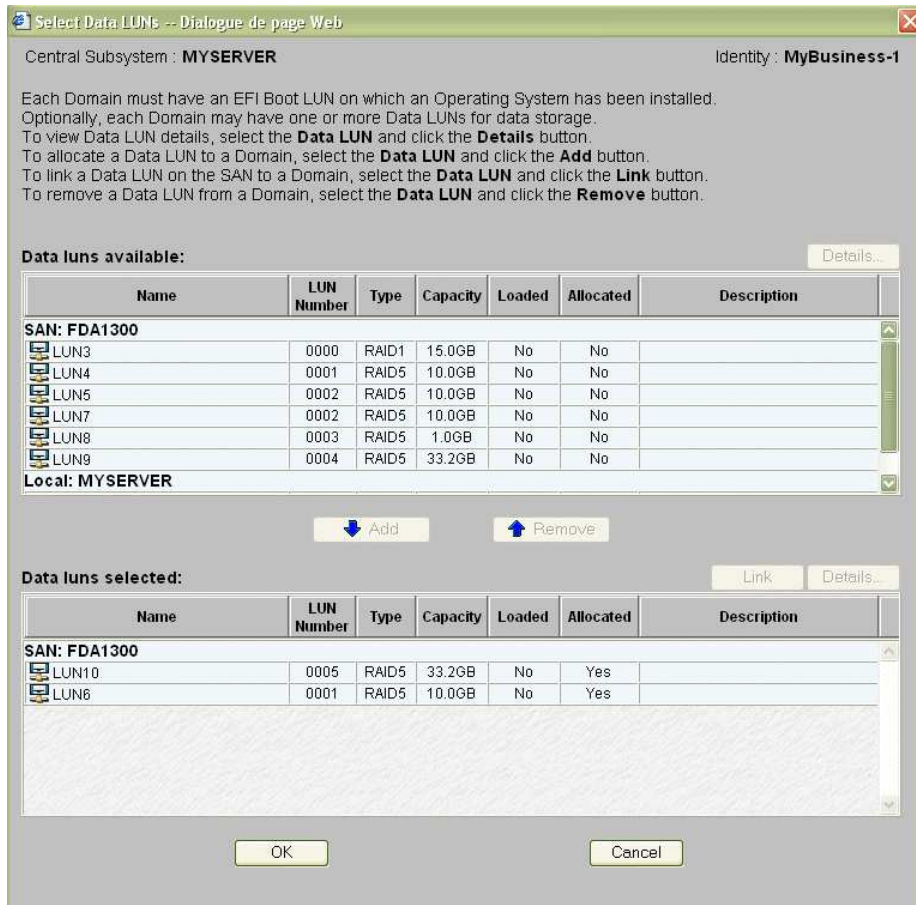 Select Data LUNs -- Dialogue de page Web
Central Subsystem : MYSERVER
Identity : MyBusiness-1
Each Domain must have an EFI Boot LUN on which an Operating System has been installed.
Optionally, each Domain may have one or more Data LUNs for data storage.
To view Data LUN details, select the Data LUN and click the Details button.
To allocate a Data LUN to a Domain, select the Data LUN and click the Add button.
To link a Data LUN on the SAN to a Domain, select the Data LUN and click the Link button.
To remove a Data LUN from a Domain, select the Data LUN and click the Remove button.
Data luns available:
Details...
Name LUN Number Type Capacity Loaded Allocated Description
SAN: FDA1300
LUN3 0000 RAID1 15.0GB No No
LUN4 0001 RAID5 10.0GB No No
LUN5 0002 RAID5 10.0GB No No
LUN7 0002 RAID5 10.0GB No No
LUN8 0003 RAID5 1.0GB No No
LUN9 0004 RAID5 33.2GB No No
Local: MYSERVER
Add
Remove
Data luns selected:
Link
Details...
Name LUN Number Type Capacity Loaded Allocated Description
SAN: FDA1300
LUN10 0005 RAID5 33.2GB No Yes
LUN6 0001 RAID5 10.0GB No Yes
OK
Cancel